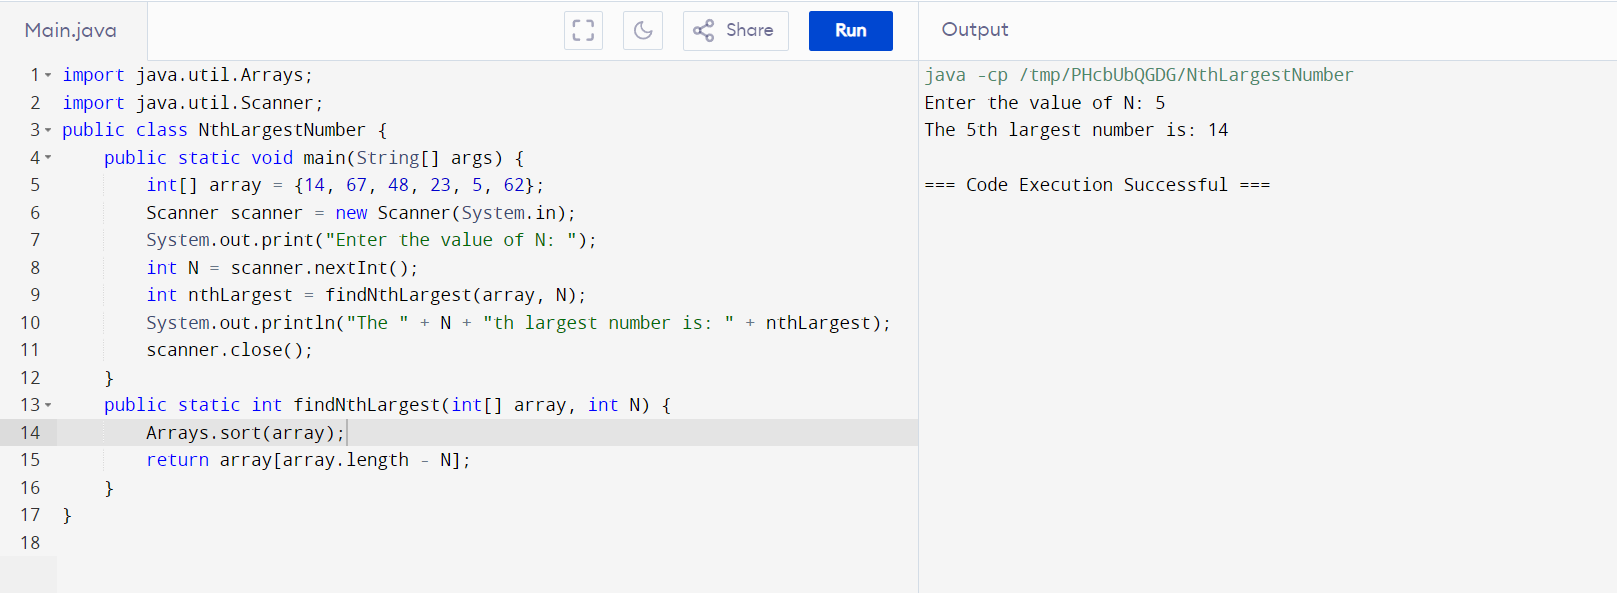 Main.java
Share
Run
Output
1 import java.util.Arrays;
2 import java.util.Scanner;
3 public class NthLargestNumber {
4     public static void main(String[] args) {
5         int[] array = {14, 67, 48, 23, 5, 62};
6         Scanner scanner = new Scanner(System.in);
7         System.out.print("Enter the value of N: ");
8         int N = scanner.nextInt();
9         int nthLargest = findNthLargest(array, N);
10         System.out.println("The " + N + "th largest number is: " + nthLargest);
11         scanner.close();
12     }
13     public static int findNthLargest(int[] array, int N) {
14         Arrays.sort(array);
15         return array[array.length - N];
16     }
17 }
18
java -cp /tmp/PHcbUbQGDG/NthLargestNumber
Enter the value of N: 5
The 5th largest number is: 14
=== Code Execution Successful ===